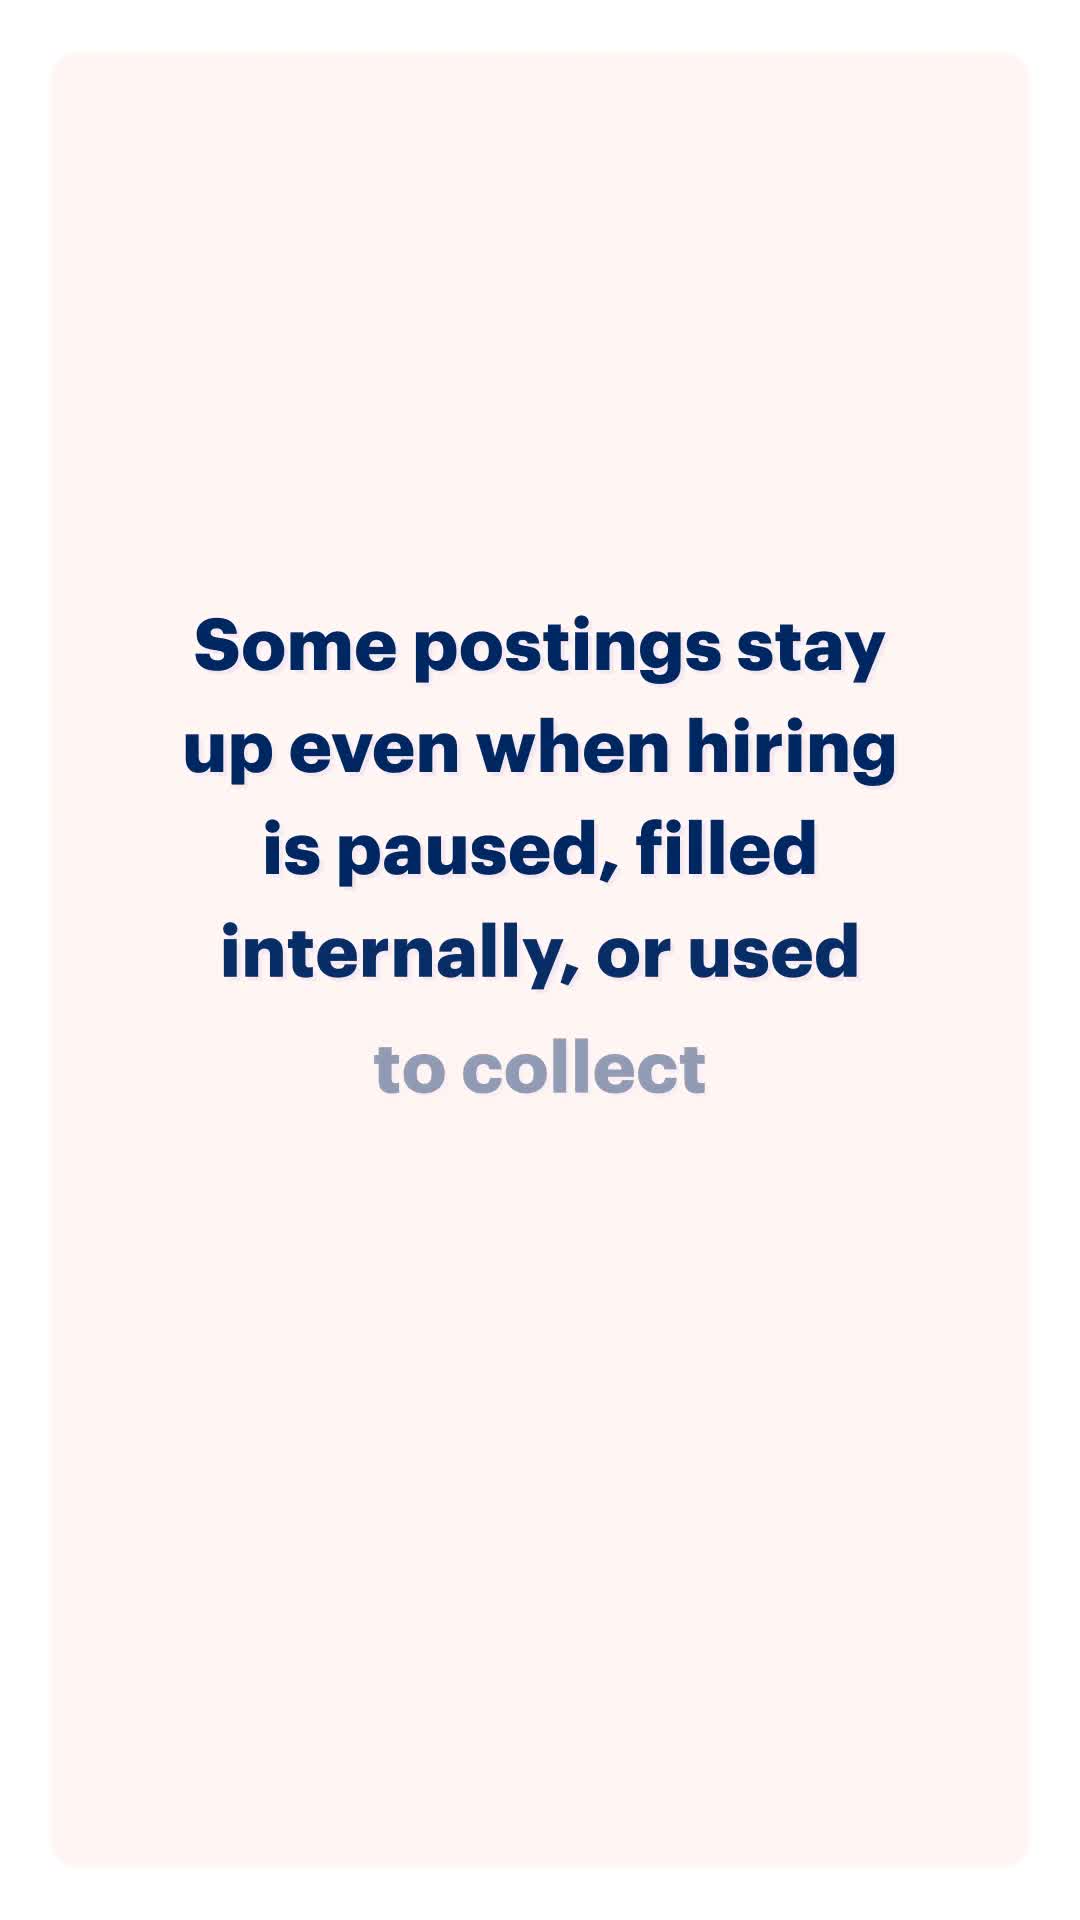 Some postings stay
up even when hiring
is paused, filled
internally, or used
to collect